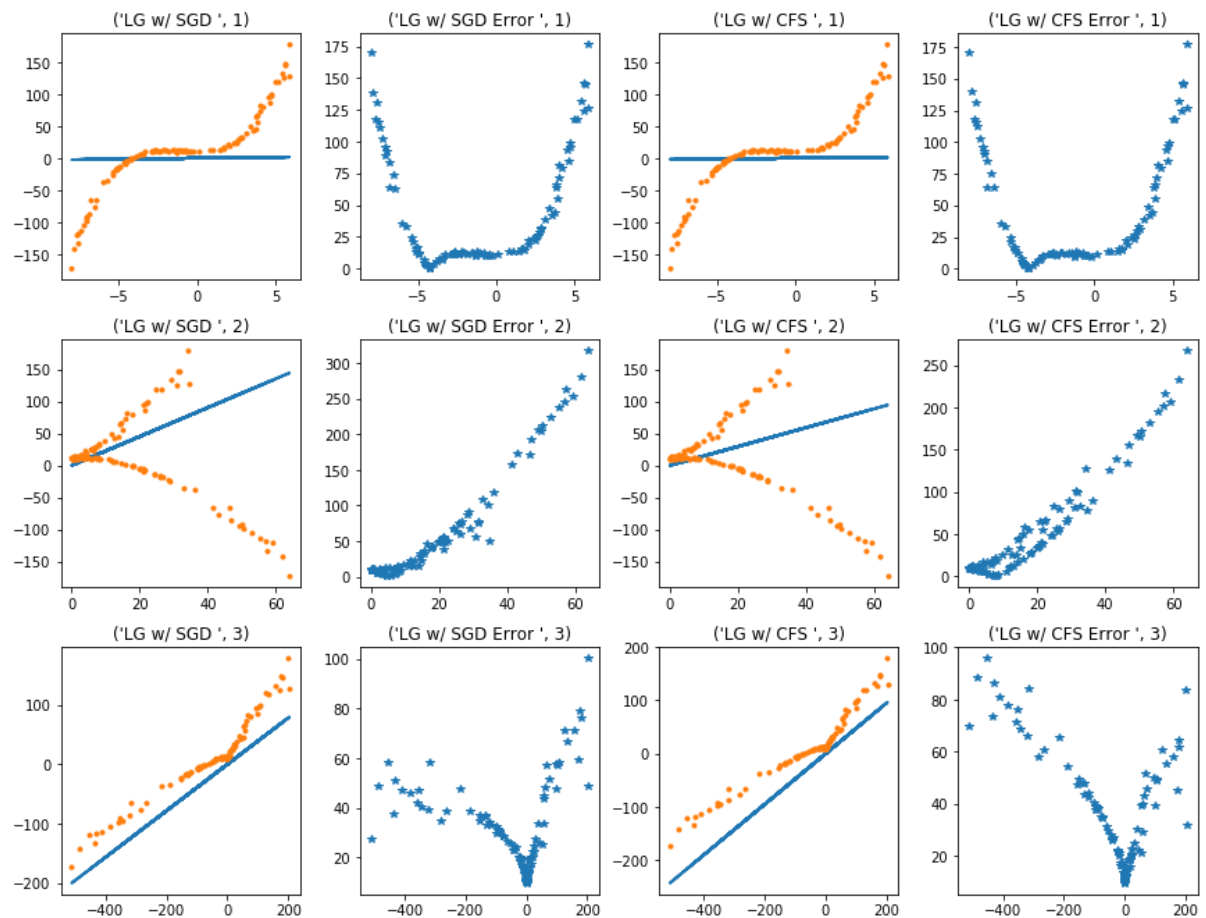 ('LG w/ SGD ', 1) ('LG w/ SGD Error ', 1) ('LG w/ CFS ', 1) ('LG w/ CFS Error ', 1)
150 175 150 175
100 150 100 150
50 125 50 125
0 100 0 100
−50 75 −50 75
−100 50 −100 50
−150 25 −150 25
0 0
−5 0 5 −5 0 5 −5 0 5 −5 0 5
('LG w/ SGD ', 2) ('LG w/ SGD Error ', 2) ('LG w/ CFS ', 2) ('LG w/ CFS Error ', 2)
150 300 150 250
100 250 100 200
50 200 50 150
0 150 0 100
−50 100 −50 50
−100 50 −100 0
−150 0 −150
0 20 40 60 0 20 40 60 0 20 40 60 0 20 40 60
('LG w/ SGD ', 3) ('LG w/ SGD Error ', 3) ('LG w/ CFS ', 3) ('LG w/ CFS Error ', 3)
100 100 200 100
0 80 100 80
−100 60 0 60
−200 40 −100 40
20 −200 20
−400 −200 0 200 −400 −200 0 200 −400 −200 0 200 −400 −200 0 200